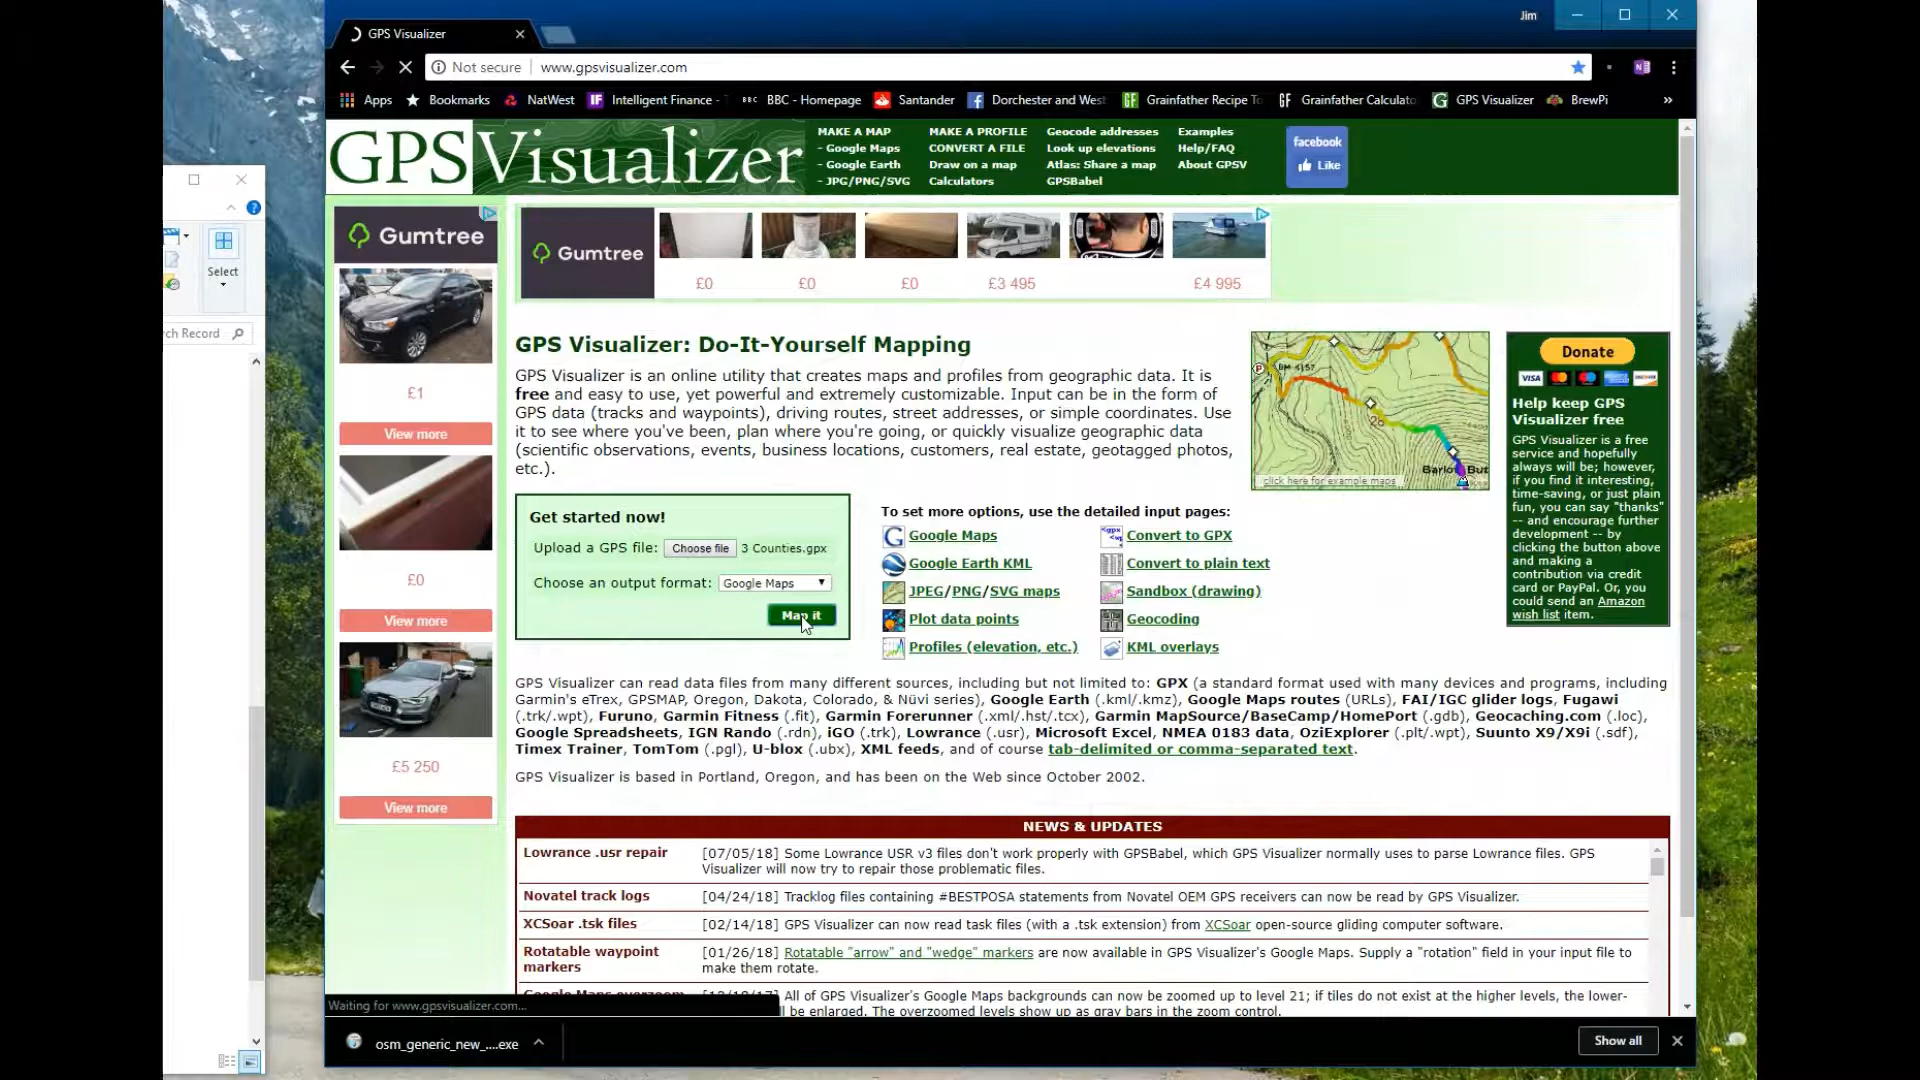 Jim
GPS Visualizer
Not secure www.gpsvisualizer.com
Apps Bookmarks NatWest Intelligent Finance - BBC - Homepage Santander Dorchester and West Grainfather Recipe To Grainfather Calculato GPS Visualizer BrewPi »
GPS Visualizer
MAKE A MAP MAKE A PROFILE Geocode addresses Examples
- Google Maps CONVERT A FILE Look up elevations Help/FAQ
- Google Earth Draw on a map Atlas: Share a map About GPSV
- JPG/PNG/SVG Calculators GPSBabel
facebook
Like
Select
ch Record
Gumtree
£1
View more
£0
View more
£5 250
View more
Gumtree
£0 £0 £0 £3 495 £4 995
GPS Visualizer: Do-It-Yourself Mapping
GPS Visualizer is an online utility that creates maps and profiles from geographic data. It is
free and easy to use, yet powerful and extremely customizable. Input can be in the form of
GPS data (tracks and waypoints), driving routes, street addresses, or simple coordinates. Use
it to see where you've been, plan where you're going, or quickly visualize geographic data
(scientific observations, events, business locations, customers, real estate, geotagged photos,
etc.).
P BM 4157
Barlow But
click here for example maps
Donate
VISA
Help keep GPS
Visualizer free
GPS Visualizer is a free
service and hopefully
always will be; however,
if you find it interesting,
time-saving, or just plain
fun, you can say "thanks"
-- and encourage further
development -- by
clicking the button above
and making a
contribution via credit
card or PayPal. Or, you
could send an Amazon
wish list item.
Get started now!
Upload a GPS file: Choose file 3 Counties.gpx
Choose an output format: Google Maps
Map it
To set more options, use the detailed input pages:
Google Maps Convert to GPX
Google Earth KML Convert to plain text
JPEG/PNG/SVG maps Sandbox (drawing)
Plot data points Geocoding
Profiles (elevation, etc.) KML overlays
GPS Visualizer can read data files from many different sources, including but not limited to: GPX (a standard format used with many devices and programs, including
Garmin's eTrex, GPSMAP, Oregon, Dakota, Colorado, & Nüvi series), Google Earth (.kml/.kmz), Google Maps routes (URLs), FAI/IGC glider logs, Fugawi
(.trk/.wpt), Furuno, Garmin Fitness (.fit), Garmin Forerunner (.xml/.hst/.tcx), Garmin MapSource/BaseCamp/HomePort (.gdb), Geocaching.com (.loc),
Google Spreadsheets, IGN Rando (.rdn), iGO (.trk), Lowrance (.usr), Microsoft Excel, NMEA 0183 data, OziExplorer (.plt/.wpt), Suunto X9/X9i (.sdf),
Timex Trainer, TomTom (.pgl), U-blox (.ubx), XML feeds, and of course tab-delimited or comma-separated text.
GPS Visualizer is based in Portland, Oregon, and has been on the Web since October 2002.
NEWS & UPDATES
Lowrance .usr repair [07/05/18] Some Lowrance USR v3 files don't work properly with GPSBabel, which GPS Visualizer normally uses to parse Lowrance files. GPS
Visualizer will now try to repair those problematic files.
Novatel track logs [04/24/18] Tracklog files containing #BESTPOSA statements from Novatel OEM GPS receivers can now be read by GPS Visualizer.
XCSoar .tsk files [02/14/18] GPS Visualizer can now read task files (with a .tsk extension) from XCSoar open-source gliding computer software.
Rotatable waypoint [01/26/18] Rotatable "arrow" and "wedge" markers are now available in GPS Visualizer's Google Maps. Supply a "rotation" field in your input file to
markers make them rotate.
All of GPS Visualizer's Google Maps backgrounds can now be zoomed up to level 21; if tiles do not exist at the higher levels, the lower-
be enlarged. The overzoomed levels show up as gray bars in the zoom control.
Waiting for www.gpsvisualizer.com...
osm_generic_new_....exe
Show all